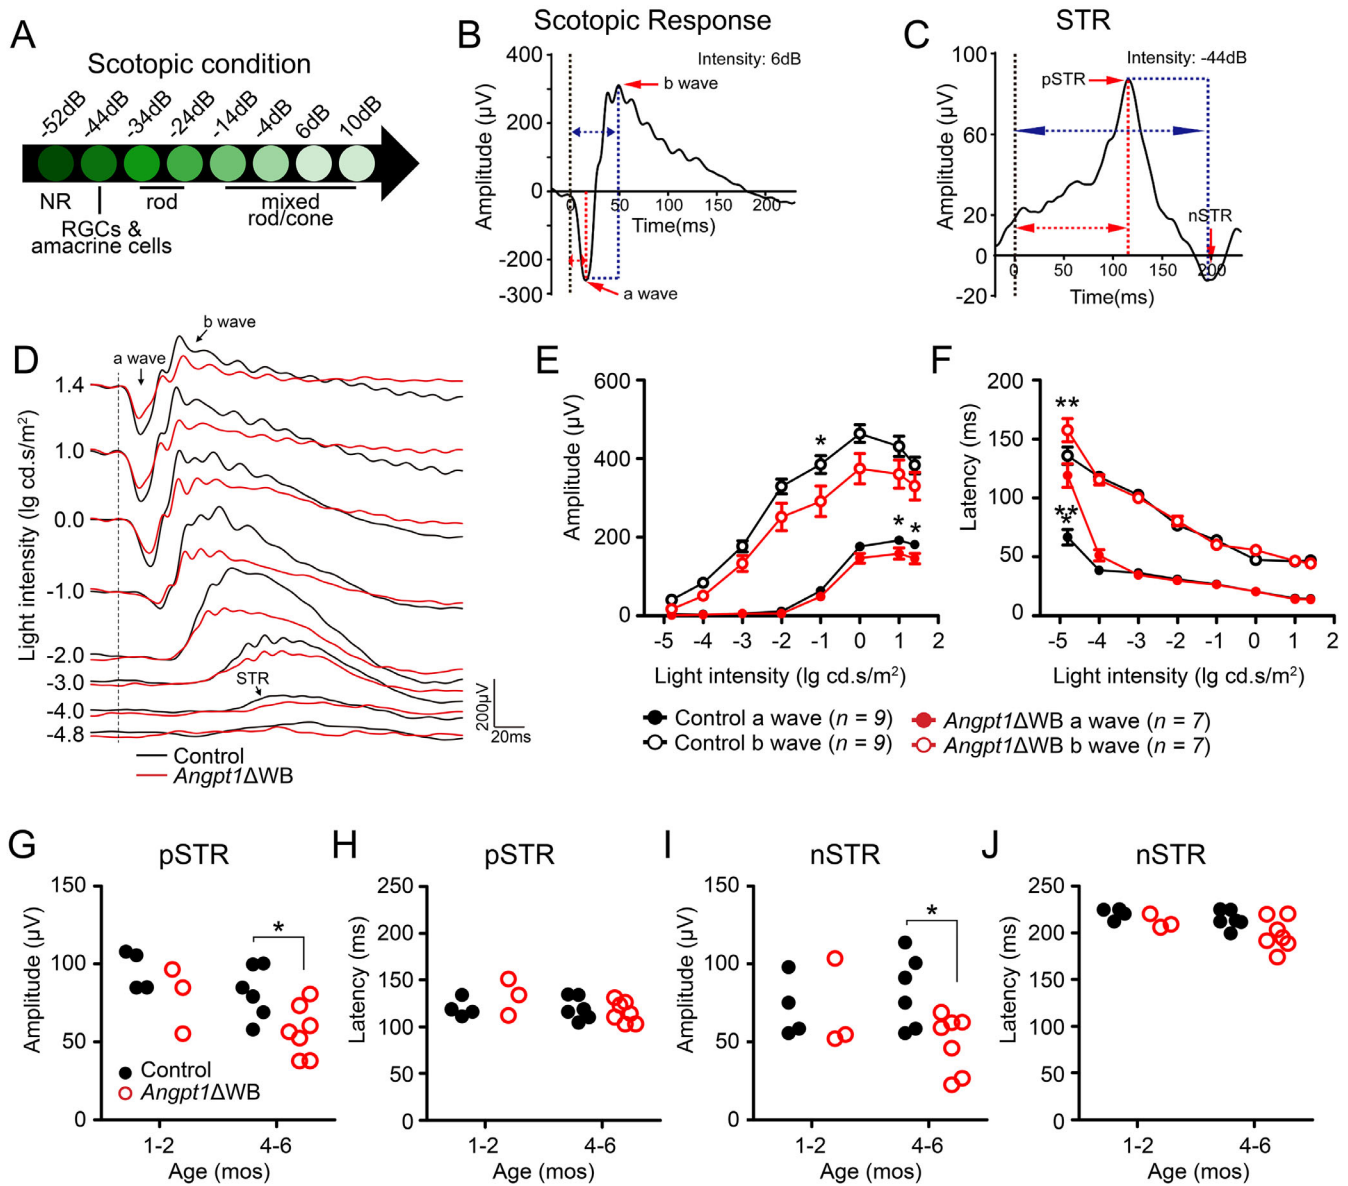 A
Scotopic condition
-52dB
-44dB
-34dB
-24dB
-14dB
-4dB
6dB
10dB
NR
RGCs &
amacrine cells
rod
mixed
rod/cone
B
Scotopic Response
Intensity: 6dB
Amplitude (µV)
400
200
0
-200
-300
b wave
a wave
0
50
100
150
200
Time(ms)
C
STR
Intensity: -44dB
Amplitude (µV)
100
60
20
0
-20
pSTR
nSTR
0
50
100
150
200
Time(ms)
D
a wave
b wave
Light intensity (lg cd.s/m²)
1.4
1.0
0.0
-1.0
-2.0
-3.0
-4.0
-4.8
STR
200µV
20ms
Control
Angpt1ΔWB
E
Amplitude (µV)
600
400
200
0
*
*
*
-5
-4
-3
-2
-1
0
1
2
Light intensity (lg cd.s/m²)
F
Latency (ms)
200
150
100
50
0
**
**
*
-5
-4
-3
-2
-1
0
1
2
Light intensity (lg cd.s/m²)
Control a wave (n = 9)
Control b wave (n = 9)
Angpt1ΔWB a wave (n = 7)
Angpt1ΔWB b wave (n = 7)
G
pSTR
Amplitude (µV)
150
100
50
0
*
Control
Angpt1ΔWB
1-2
4-6
Age (mos)
H
pSTR
Latency (ms)
250
200
150
100
50
0
1-2
4-6
Age (mos)
I
nSTR
Amplitude (µV)
150
100
50
0
*
1-2
4-6
Age (mos)
J
nSTR
Latency (ms)
250
200
150
100
50
0
1-2
4-6
Age (mos)